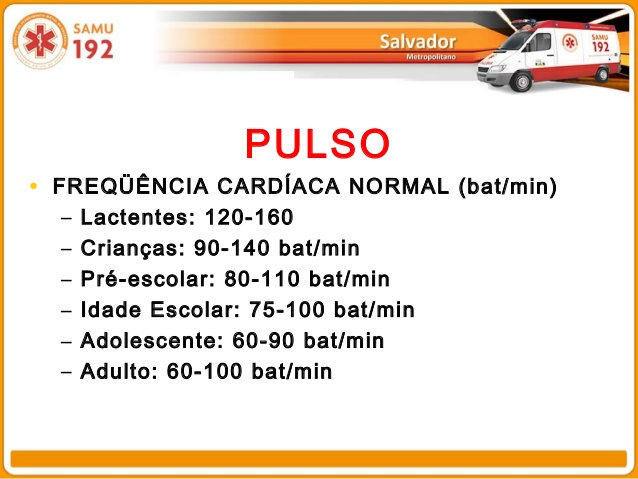 SAMU
192
Salvador
Metropolitano
SAMU
192
PULSO
• FREQÜÊNCIA CARDÍACA NORMAL (bat/min)
– Lactentes: 120-160
– Crianças: 90-140 bat/min
– Pré-escolar: 80-110 bat/min
– Idade Escolar: 75-100 bat/min
– Adolescente: 60-90 bat/min
– Adulto: 60-100 bat/min